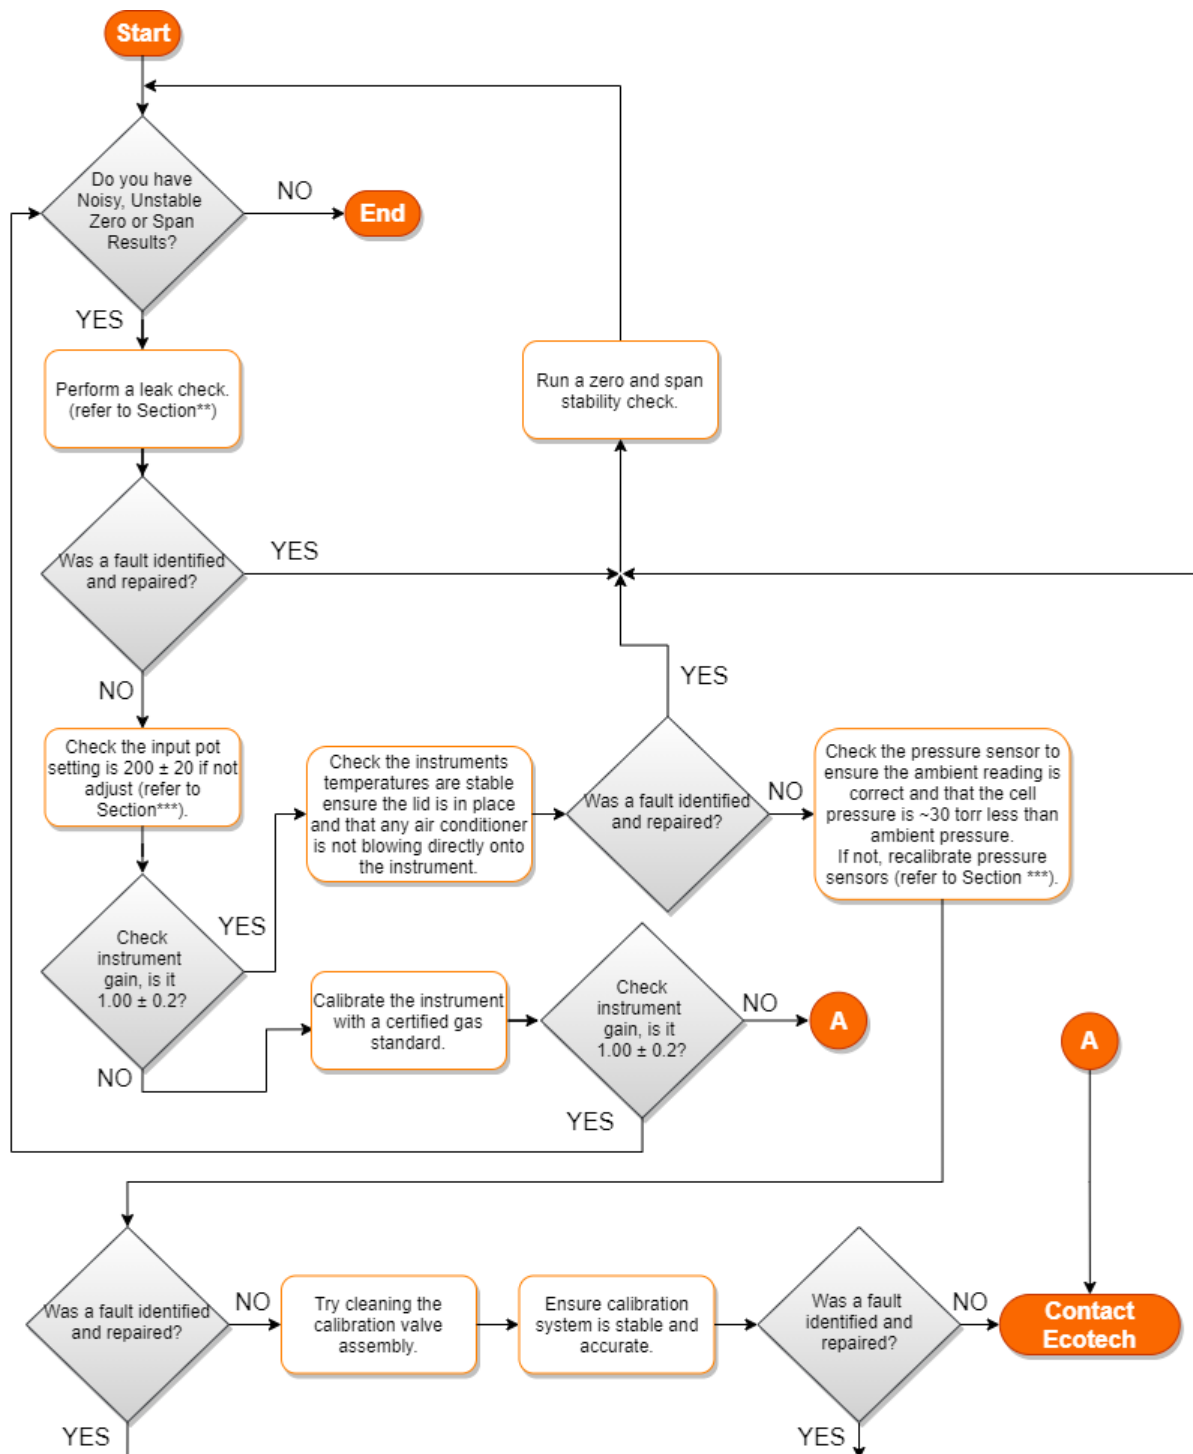 Start
Do you have
Noisy, Unstable
Zero or Span
Results?
NO
End
YES
Perform a leak check.
(refer to Section**)
Run a zero and span
stability check.
Was a fault identified
and repaired?
YES
NO
Check the input pot
setting is 200 ± 20 if not
adjust (refer to
Section***).
Check the instruments
temperatures are stable
ensure the lid is in place
and that any air conditioner
is not blowing directly onto
the instrument.
YES
Was a fault identified
and repaired?
NO
Check the pressure sensor to
ensure the ambient reading is
correct and that the cell
pressure is ~30 torr less than
ambient pressure.
If not, recalibrate pressure
sensors (refer to Section ***).
Check
instrument
gain, is it
1.00 ± 0.2?
YES
NO
Calibrate the instrument
with a certified gas
standard.
Check
instrument
gain, is it
1.00 ± 0.2?
NO
A
YES
A
Was a fault identified
and repaired?
NO
Try cleaning the
calibration valve
assembly.
Ensure calibration
system is stable and
accurate.
Was a fault
identified and
repaired?
NO
Contact
Ecotech
YES
YES